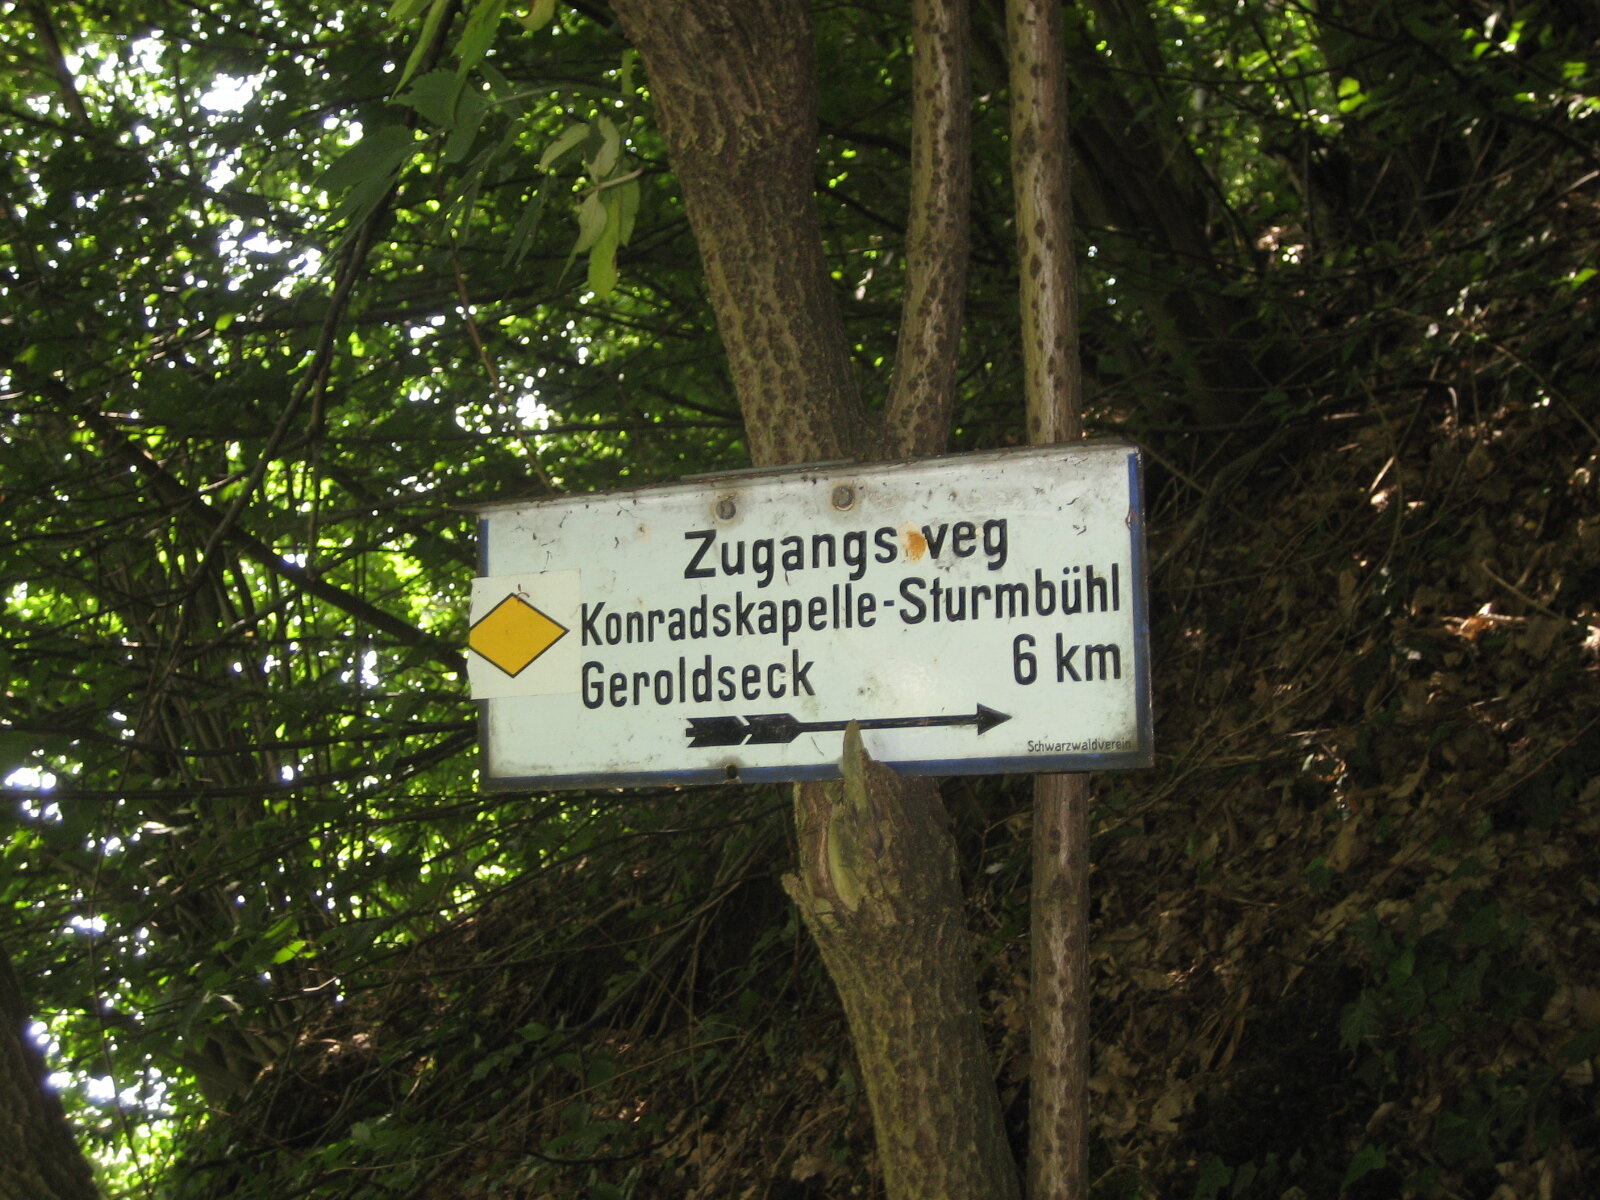 Zugangsweg
Konradskapelle-Sturmbühl
Geroldseck 6 km
Schwarzwaldverein